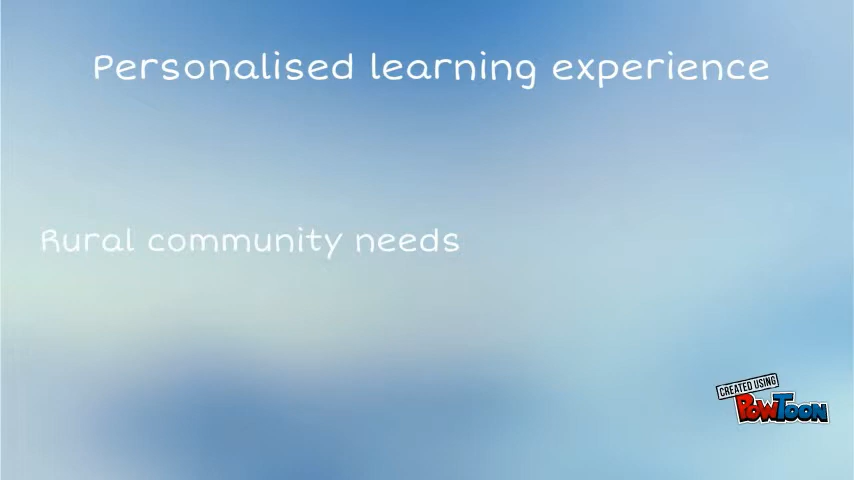 Personalised learning experience
Rural community needs
CREATED USING
POWTOON